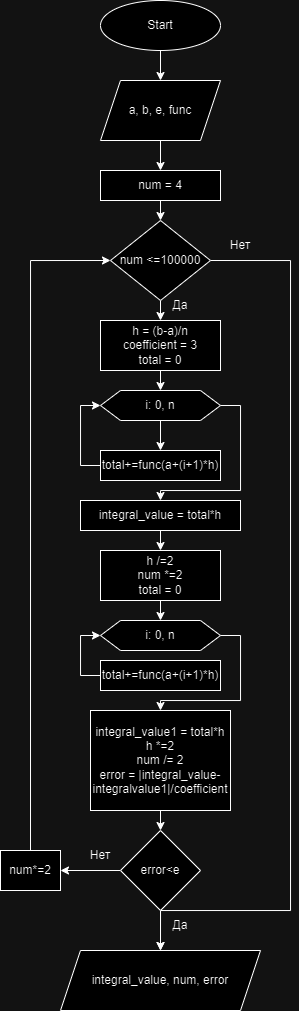 Start
a, b, e, func
num = 4
num <=100000
Нет
Да
h = (b-a)/n
coefficient = 3
total = 0
i: 0, n
total+=func(a+(i+1)*h)
integral_value = total*h
h /=2
num *=2
total = 0
i: 0, n
total+=func(a+(i+1)*h)
integral_value1 = total*h
h *=2
num /= 2
error = |integral_value-
integralvalue1|/coefficient
Нет
num*=2
error<e
Да
integral_value, num, error